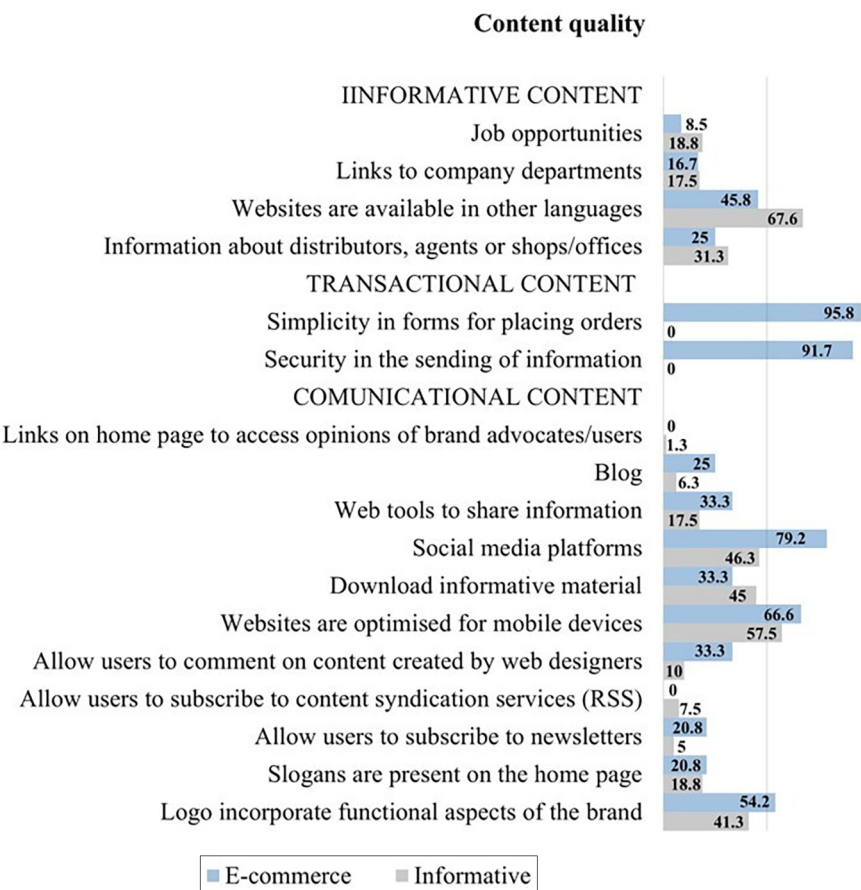 Content quality
IINFORMATIVE CONTENT
Job opportunities
8.5
18.8
Links to company departments
16.7
17.5
Websites are available in other languages
45.8
67.6
Information about distributors, agents or shops/offices
25
31.3
TRANSACTIONAL CONTENT
Simplicity in forms for placing orders
95.8
0
Security in the sending of information
91.7
0
COMUNICATIONAL CONTENT
Links on home page to access opinions of brand advocates/users
0
1.3
Blog
25
6.3
Web tools to share information
33.3
17.5
Social media platforms
79.2
46.3
Download informative material
33.3
45
Websites are optimised for mobile devices
66.6
57.5
Allow users to comment on content created by web designers
33.3
10
Allow users to subscribe to content syndication services (RSS)
0
7.5
Allow users to subscribe to newsletters
20.8
5
Slogans are present on the home page
20.8
18.8
Logo incorporate functional aspects of the brand
54.2
41.3
E-commerce Informative